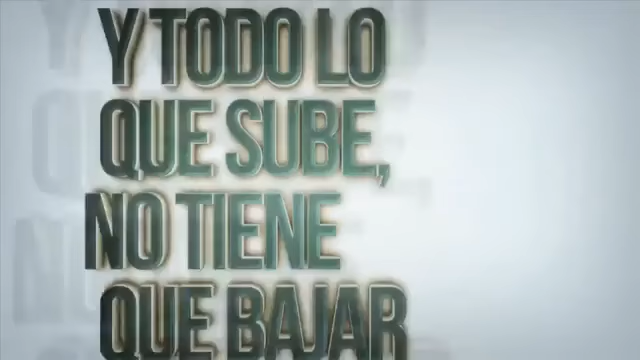 Y TODO LO
QUE SUBE,
NO TIENE
QUE BAJAR